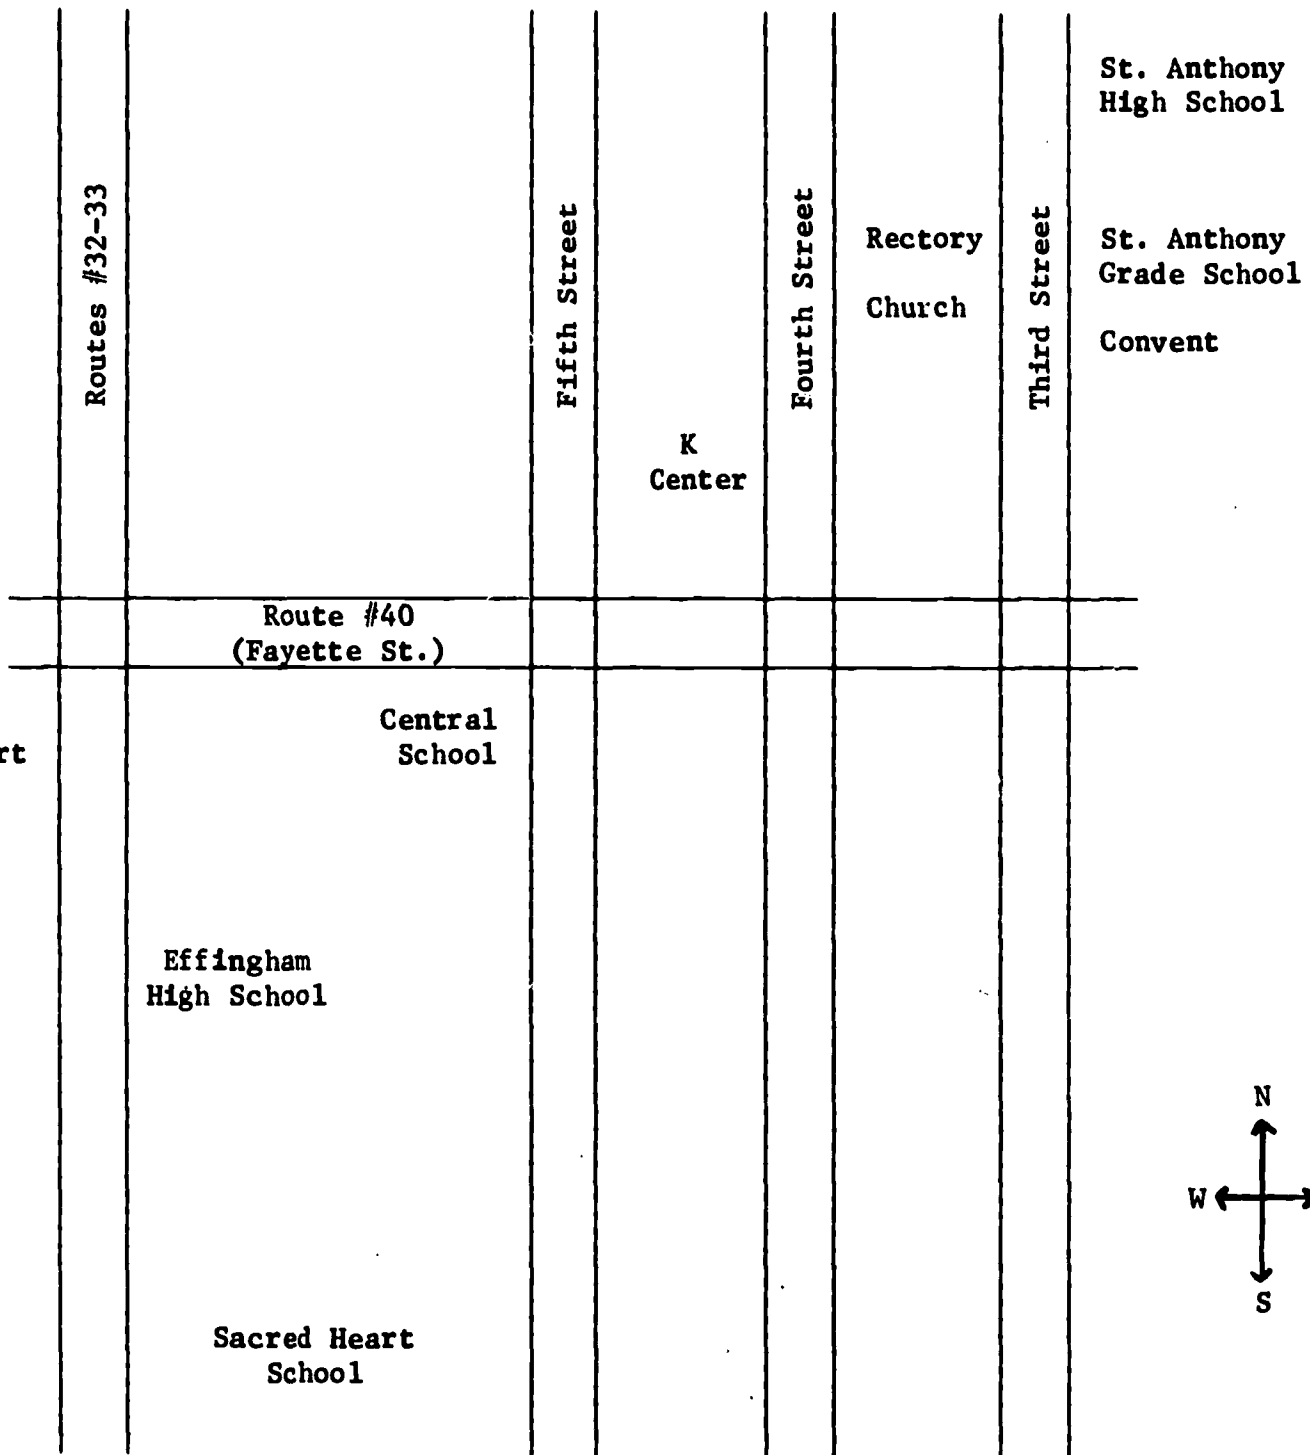 St. Anthony
High School
Routes #32-33
Fifth Street
Fourth Street
Rectory
Church
Third Street
St. Anthony
Grade School
Convent
K
Center
Route #40
(Fayette St.)
Central
School
rt
Effingham
High School
N
W
S
Sacred Heart
School